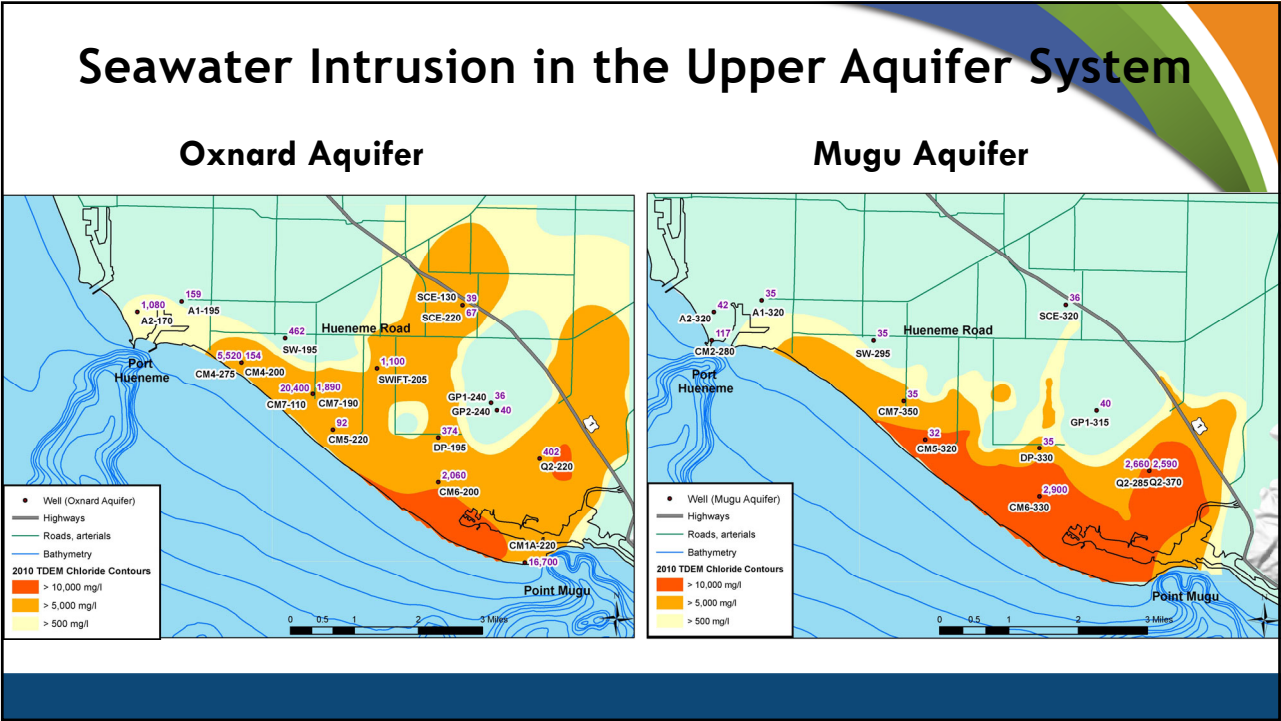 Seawater Intrusion in the Upper Aquifer System
Oxnard Aquifer
1,080
A2-170
159
A1-195
SCE-130
39
SCE-220
67
462
SW-195
Hueneme Road
Port
Hueneme
5,520
154
CM4-275
CM4-200
1,100
SWIFT-205
20,400
1,890
CM7-110
CM7-190
GP1-240
36
GP2-240
40
92
CM5-220
374
DP-195
1
402
Q2-220
2,060
CM6-200
CM1A-220
16,700
Point Mugu
N
Well (Oxnard Aquifer)
Highways
Roads, arterials
Bathymetry
2010 TDEM Chloride Contours
> 10,000 mg/l
> 5,000 mg/l
> 500 mg/l
0 0.5 1 2 3 Miles
Mugu Aquifer
42
A2-320
35
A1-320
36
SCE-320
117
CM2-280
35
SW-295
Hueneme Road
Port
Hueneme
35
CM7-350
40
GP1-315
1
32
CM5-320
35
DP-330
2,660 2,590
Q2-285 Q2-370
2,900
CM6-330
Point Mugu
Well (Mugu Aquifer)
Highways
Roads, arterials
Bathymetry
2010 TDEM Chloride Contours
> 10,000 mg/l
> 5,000 mg/l
> 500 mg/l
0 0.5 1 2 3 Miles